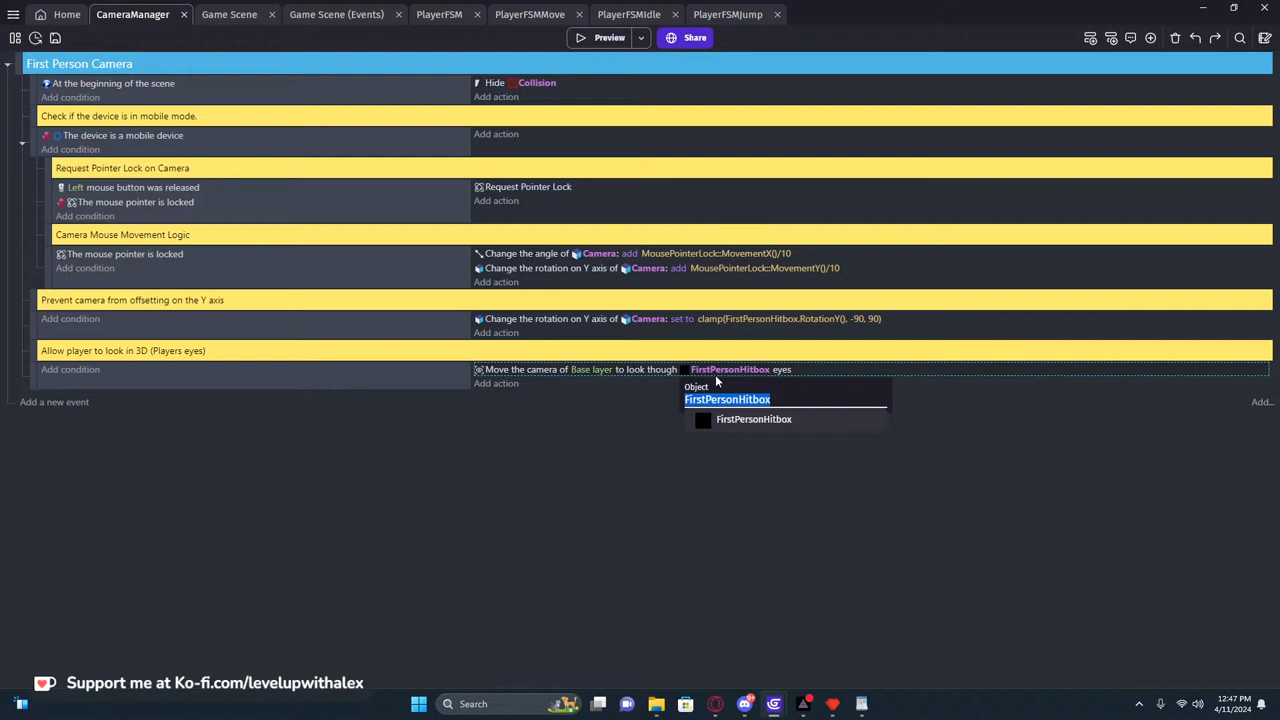 Home
CameraManager
Game Scene
Game Scene (Events)
PlayerFSM
PlayerFSMMove
PlayerFSMIdle
PlayerFSMJump
Preview
Share
First Person Camera
At the beginning of the scene
Hide Collision
Add condition
Add action
Check if the device is in mobile mode.
The device is a mobile device
Add action
Add condition
Request Pointer Lock on Camera
Left mouse button was released
Request Pointer Lock
The mouse pointer is locked
Add action
Add condition
Camera Mouse Movement Logic
The mouse pointer is locked
Change the angle of Camera: add MousePointerLock::MovementX()/10
Add condition
Change the rotation on Y axis of Camera: add MousePointerLock::MovementY()/10
Add action
Prevent camera from offsetting on the Y axis
Add condition
Change the rotation on Y axis of Camera: set to clamp(FirstPersonHitbox.RotationY(), -90, 90)
Add action
Allow player to look in 3D (Players eyes)
Add condition
Move the camera of Base layer to look though FirstPersonHitbox eyes
Add action
Object
FirstPersonHitbox
FirstPersonHitbox
Add a new event
Add...
Support me at Ko-fi.com/levelupwithalex
Search
12:47 PM
4/11/2024